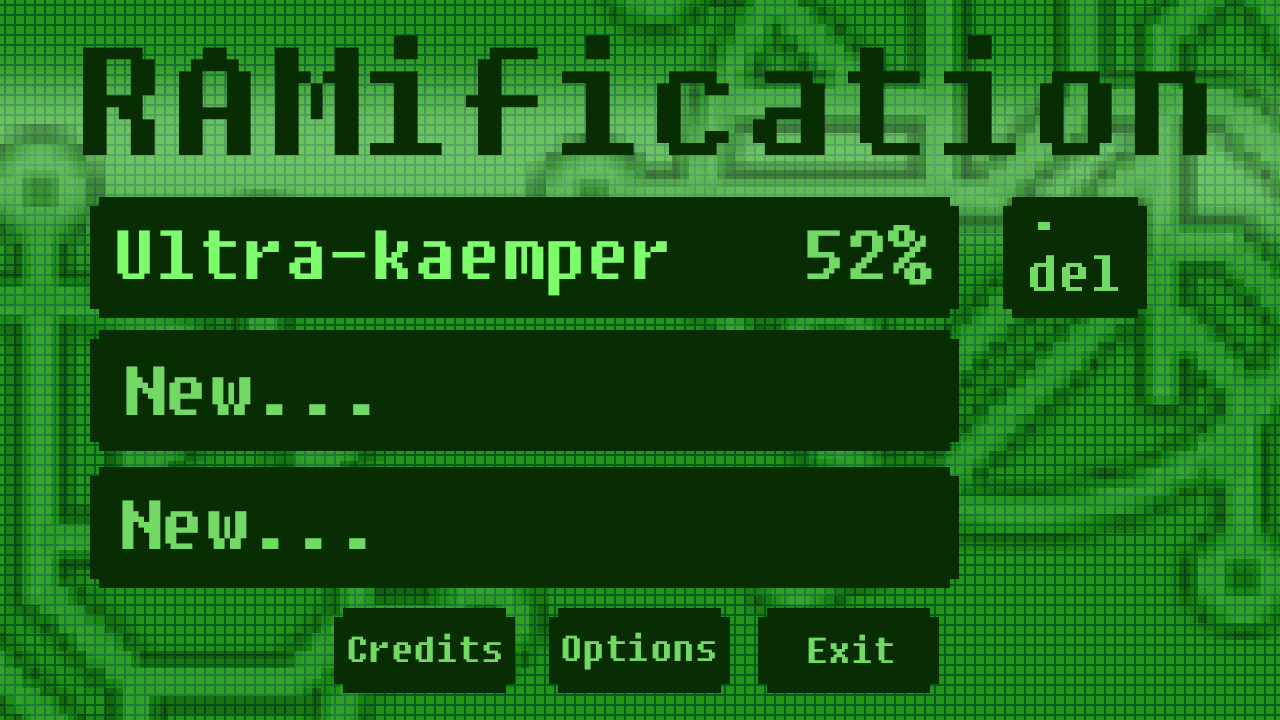 RAMification
Ultra-kaemper 52%
del
New...
New...
Credits Options Exit